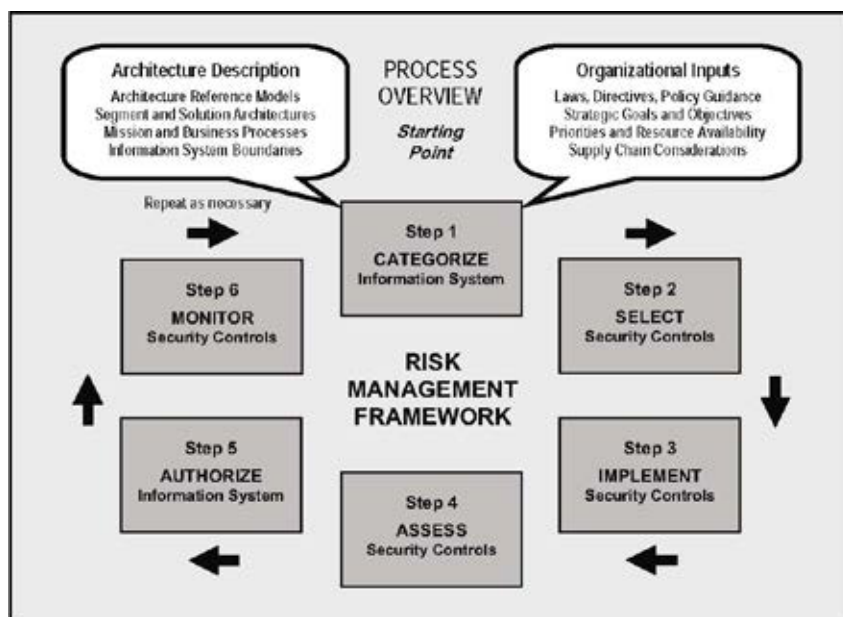 Architecture Description
Architecture Reference Models
Segment and Solution Architectures
Mission and Business Processes
Information System Boundaries
PROCESS
OVERVIEW
Starting
Point
Organizational Inputs
Laws, Directives, Policy Guidance
Strategic Goals and Objectives
Priorities and Resource Availability
Supply Chain Considerations
Repeat as necessary
Step 1
CATEGORIZE
Information System
Step 2
SELECT
Security Controls
Step 3
IMPLEMENT
Security Controls
Step 4
ASSESS
Security Controls
Step 5
AUTHORIZE
Information System
Step 6
MONITOR
Security Controls
RISK
MANAGEMENT
FRAMEWORK